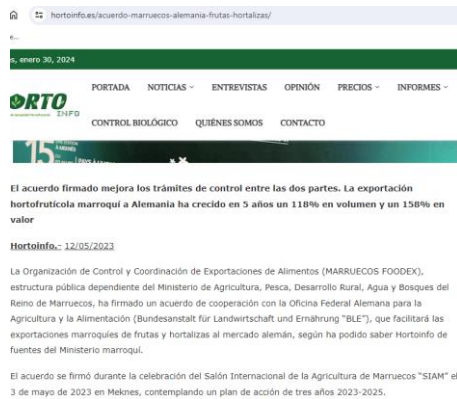 hortoinfo.es/acuerdo-marruecos-alemania-frutas-hortalizas/
e...
s, enero 30, 2024
PORTADA NOTICIAS ENTREVISTAS OPINIÓN PRECIOS INFORMES
ORTO
INFO
CONTROL BIOLÓGICO QUIÉNES SOMOS CONTACTO
15
El acuerdo firmado mejora los trámites de control entre las dos partes. La exportación
hortofrutícola marroquí a Alemania ha crecido en 5 años un 118% en volumen y un 158% en
valor
Hortoinfo.- 12/05/2023
La Organización de Control y Coordinación de Exportaciones de Alimentos (MARRUECOS FOODEX),
estructura pública dependiente del Ministerio de Agricultura, Pesca, Desarrollo Rural, Agua y Bosques del
Reino de Marruecos, ha firmado un acuerdo de cooperación con la Oficina Federal Alemana para la
Agricultura y la Alimentación (Bundesanstalt für Landwirtschaft und Ernährung "BLE"), que facilitará las
exportaciones marroquíes de frutas y hortalizas al mercado alemán, según ha podido saber Hortoinfo de
fuentes del Ministerio marroquí.
El acuerdo se firmó durante la celebración del Salón Internacional de la Agricultura de Marruecos "SIAM" el
3 de mayo de 2023 en Meknes, contemplando un plan de acción de tres años 2023-2025.